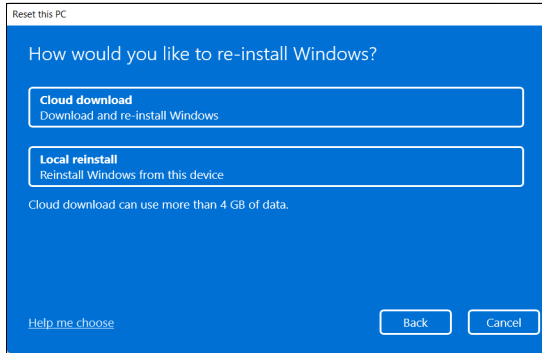 Reset this PC
How would you like to re-install Windows?
Cloud download
Download and re-install Windows
Local reinstall
Reinstall Windows from this device
Cloud download can use more than 4 GB of data.
Help me choose
Back
Cancel